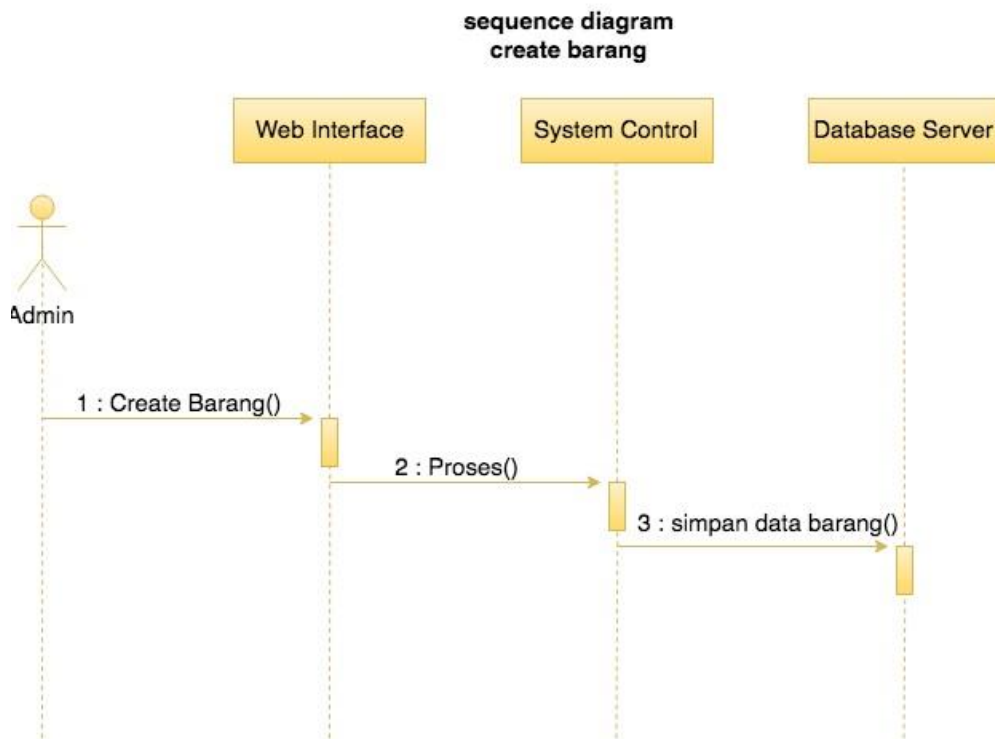 sequence diagram
create barang
Web Interface
System Control
Database Server
Admin
1 : Create Barang()
2 : Proses()
3 : simpan data barang()